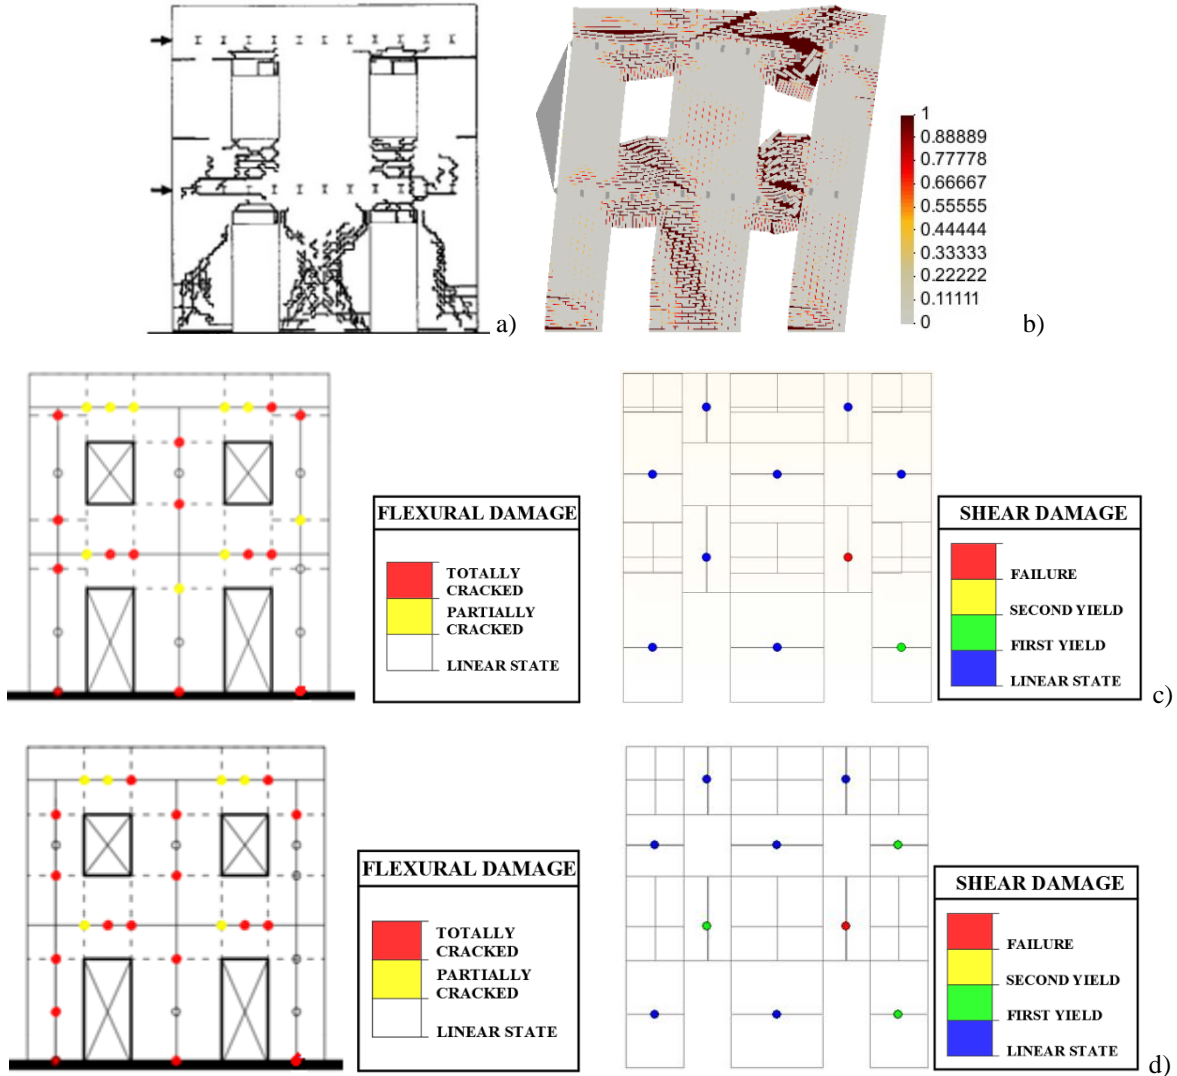 a)
1
0.88889
0.77778
0.66667
0.55555
0.44444
0.33333
0.22222
0.11111
0
b)
FLEXURAL DAMAGE
TOTALLY
CRACKED
PARTIALLY
CRACKED
LINEAR STATE
SHEAR DAMAGE
FAILURE
SECOND YIELD
FIRST YIELD
LINEAR STATE
c)
FLEXURAL DAMAGE
TOTALLY
CRACKED
PARTIALLY
CRACKED
LINEAR STATE
SHEAR DAMAGE
FAILURE
SECOND YIELD
FIRST YIELD
LINEAR STATE
d)